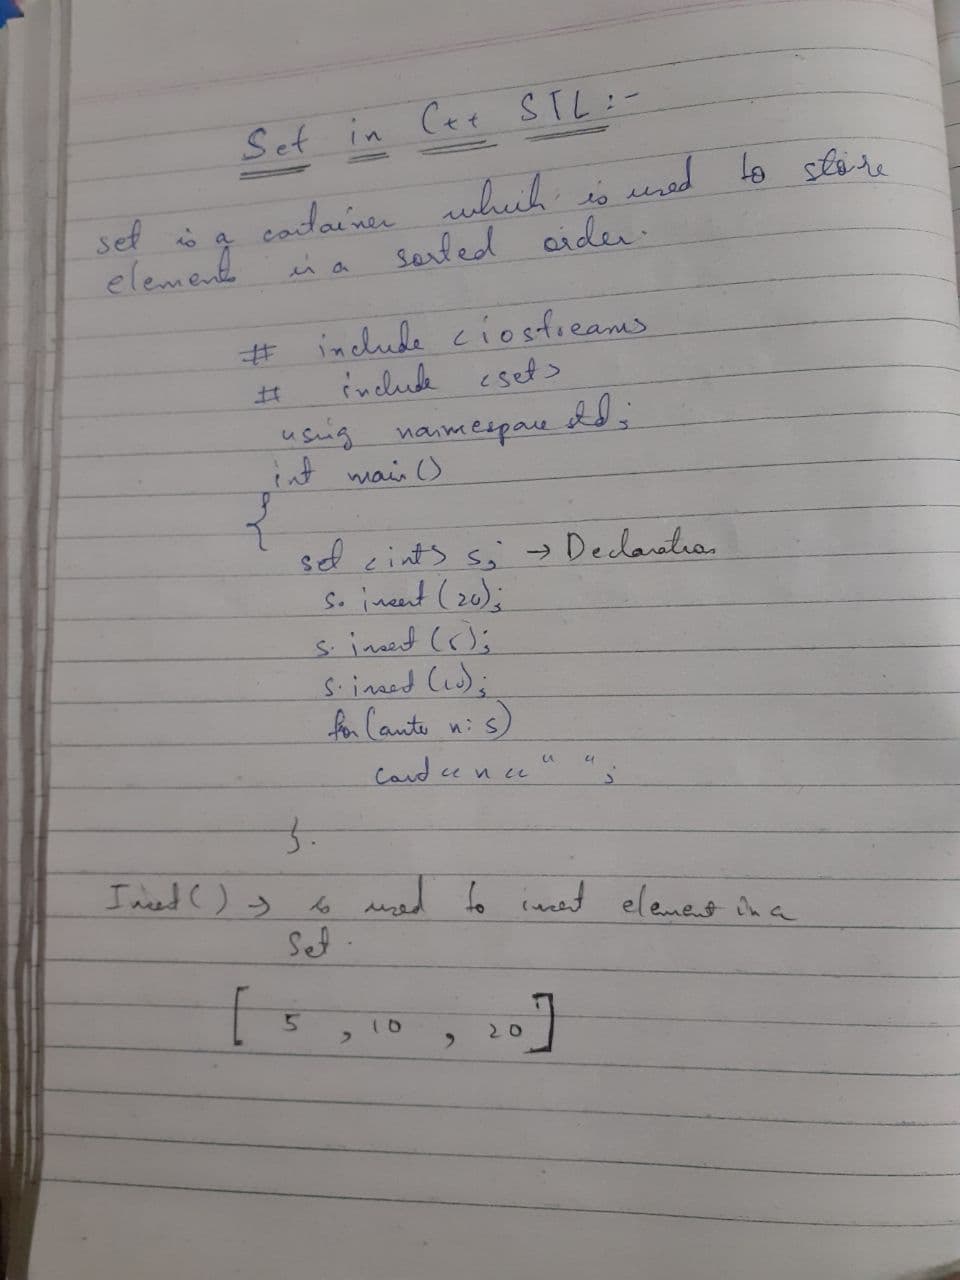 Set in C++ STL :-
set is a container which is used to store
element in a sorted order.
# include <iostream>
# include <set>
using namespace std;
int main()
{
set <int> s; → Declaration
s. insert (20);
s. insert (5);
s. insert (10);
for (auto n: s)
cout << n << " ";
}.
Insert () → is used to insert element in a
Set.
[ 5 , 10 , 20 ]